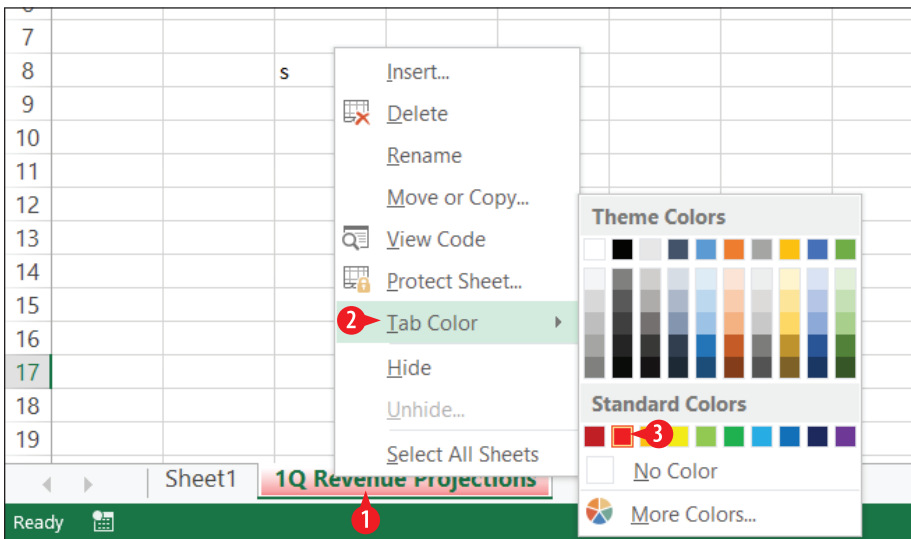 7
8 s
9
10
11
12
13
14
15
16
17
18
19
Insert...
Delete
Rename
Move or Copy...
View Code
Protect Sheet...
2 Tab Color
Hide
Unhide...
Select All Sheets
Theme Colors
Standard Colors
3
No Color
More Colors...
Sheet1 1Q Revenue Projections
1
Ready